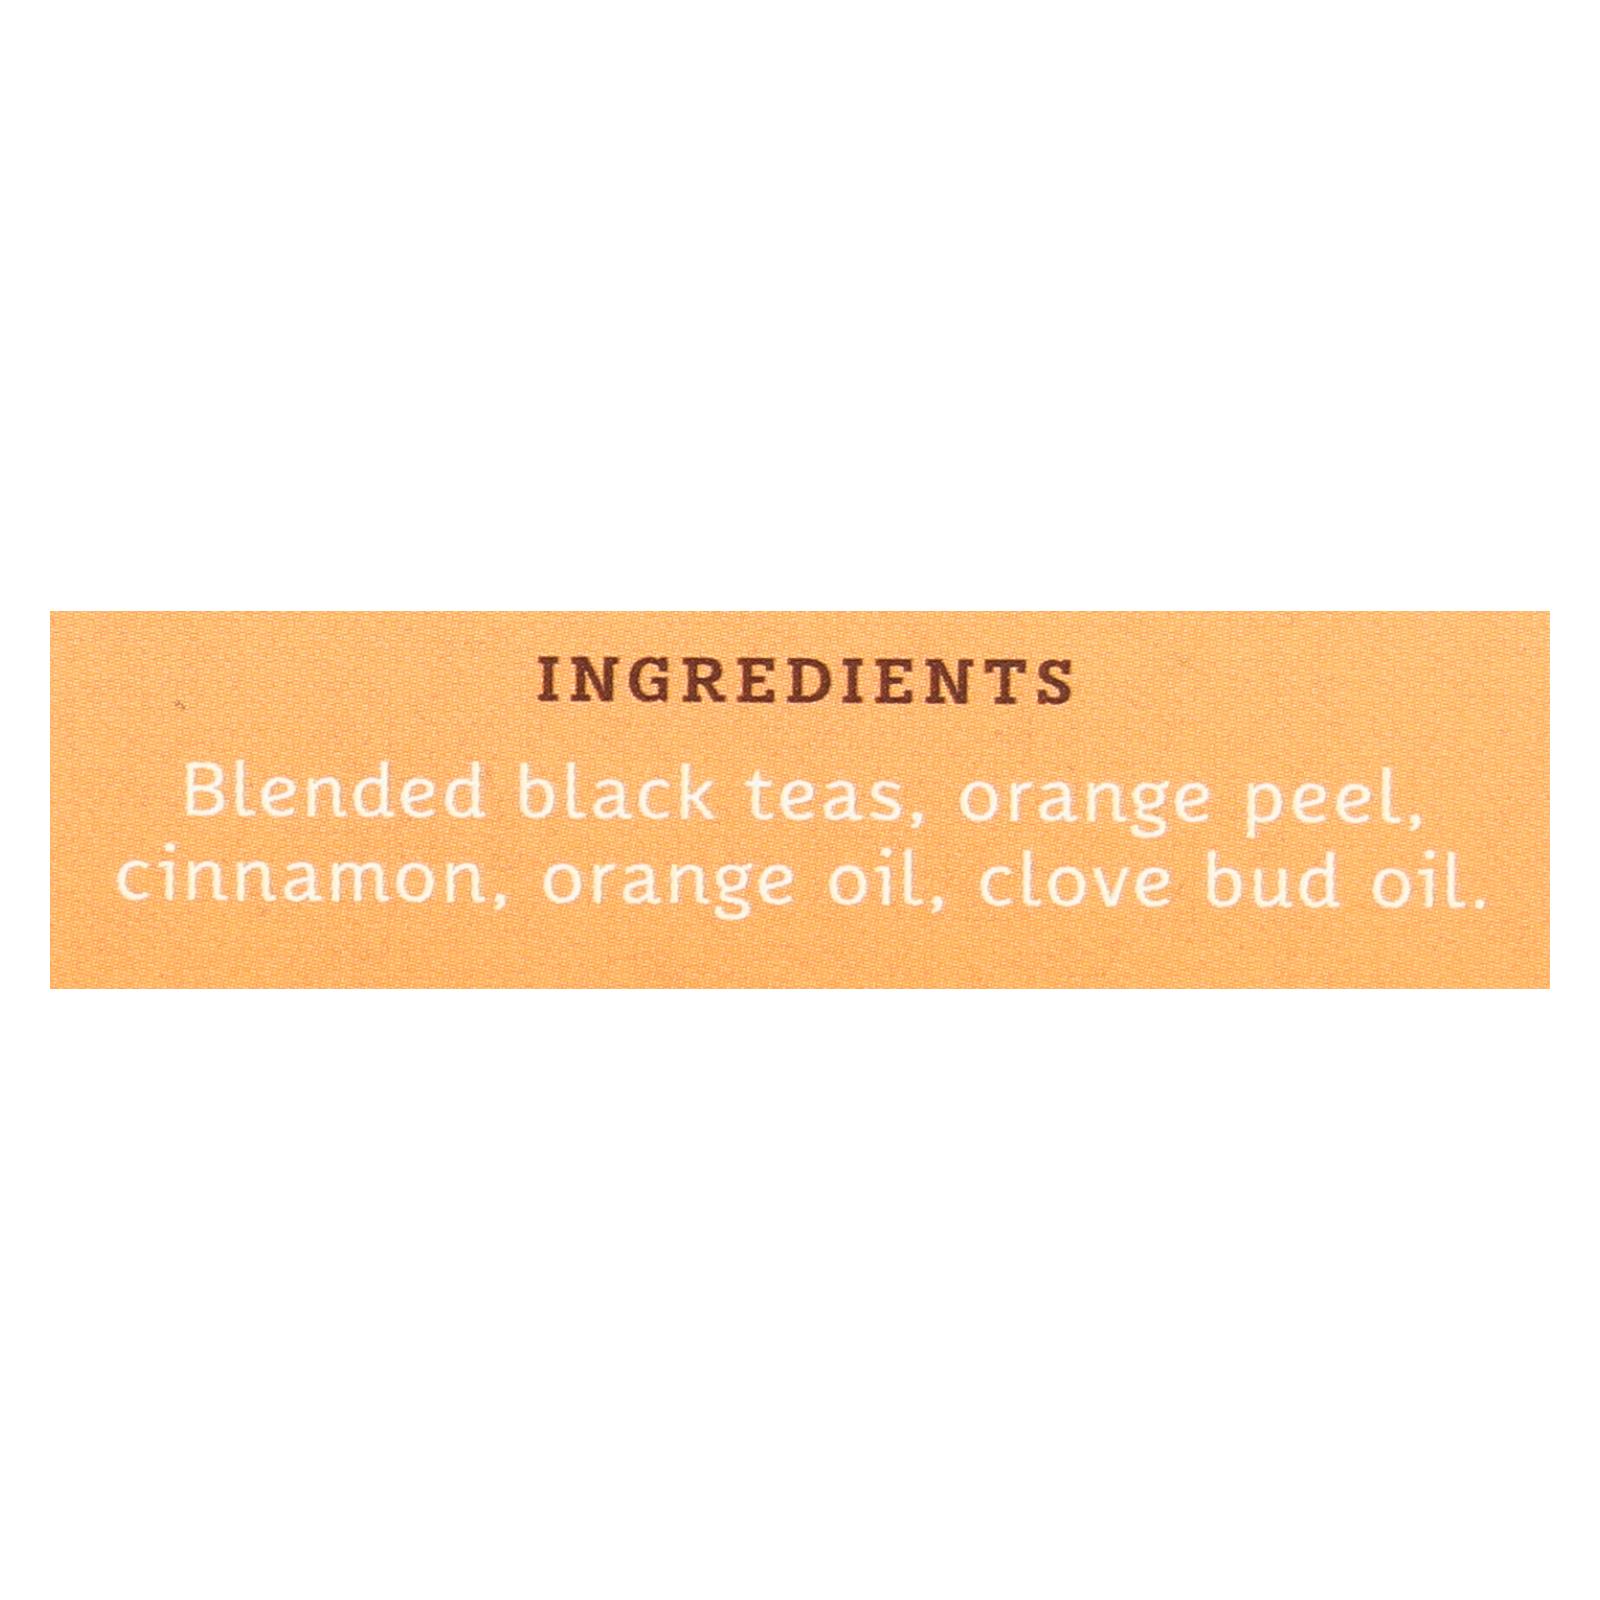 INGREDIENTS
Blended black teas, orange peel,
cinnamon, orange oil, clove bud oil.